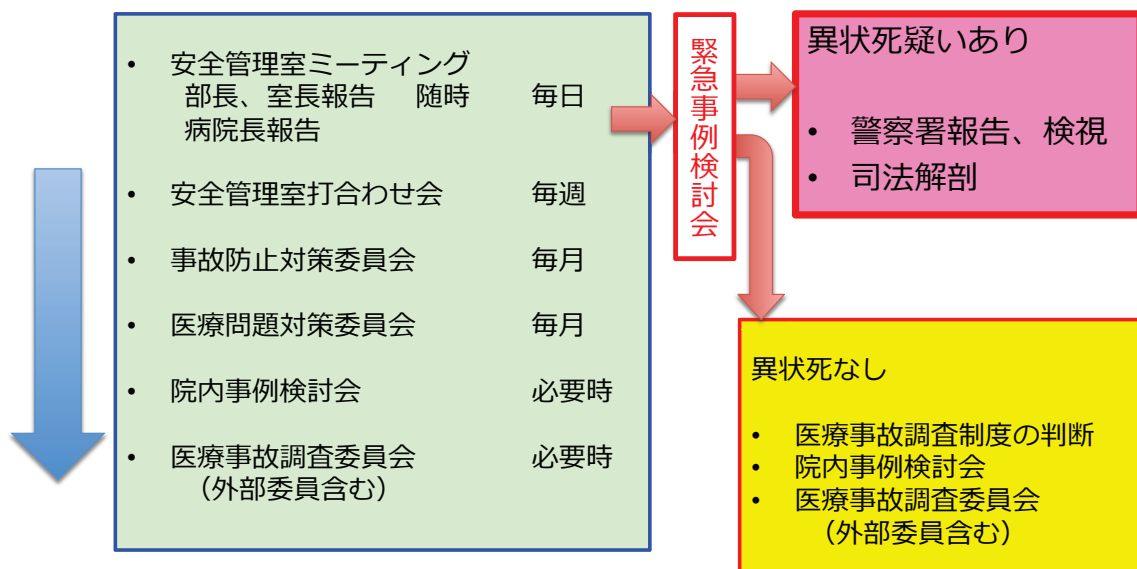 • 安全管理室ミーティング
部長、室長報告 随時 毎日
病院長報告
• 安全管理室打合わせ会 毎週
• 事故防止対策委員会 毎月
• 医療問題対策委員会 毎月
• 院内事例検討会 必要時
• 医療事故調査委員会 必要時
（外部委員含む）
緊急事例検討会
異状死疑いあり
• 警察署報告、検視
• 司法解剖
異状死なし
• 医療事故調査制度の判断
• 院内事例検討会
• 医療事故調査委員会
（外部委員含む）